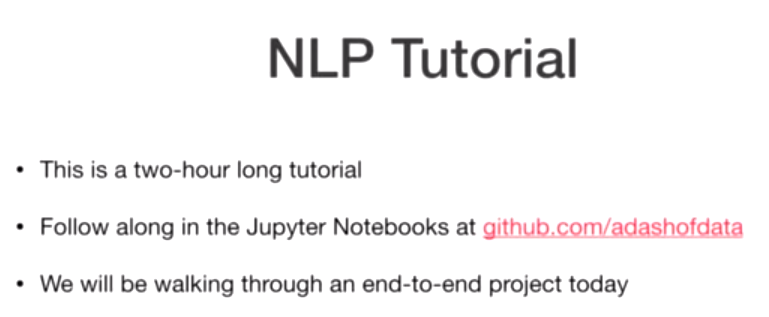 NLP Tutorial
• This is a two-hour long tutorial
• Follow along in the Jupyter Notebooks at github.com/adashofdata
• We will be walking through an end-to-end project today